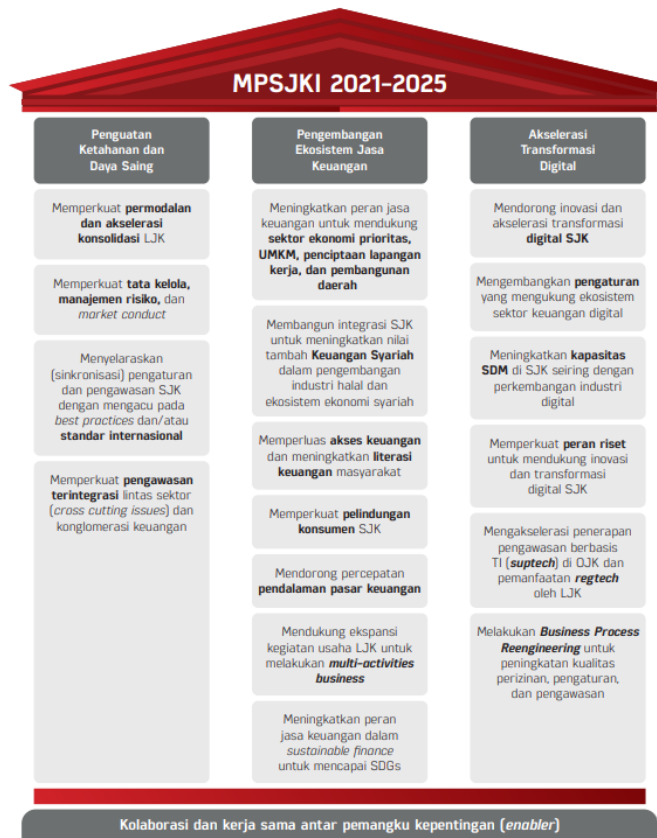 MPSJKI 2021-2025
Penguatan
Ketahanan dan
Daya Saing
Memperkuat permodalan
dan akselerasi
konsolidasi LJK
Memperkuat tata kelola,
manajemen risiko, dan
market conduct
Menyelaraskan
(sinkronisasi) pengaturan
dan pengawasan SJK
dengan mengacu pada
best practices dan/atau
standar internasional
Memperkuat pengawasan
terintegrasi lintas sektor
(cross cutting issues) dan
konglomerasi keuangan
Pengembangan
Ekosistem Jasa
Keuangan
Meningkatkan peran jasa
keuangan untuk mendukung
sektor ekonomi prioritas,
UMKM, penciptaan lapangan
kerja, dan pembangunan
daerah
Membangun integrasi SJK
untuk meningkatkan nilai
tambah Keuangan Syariah
dalam pengembangan
industri halal dan
ekosistem ekonomi syariah
Memperluas akses keuangan
dan meningkatkan literasi
keuangan masyarakat
Memperkuat pelindungan
konsumen SJK
Mendorong percepatan
pendalaman pasar keuangan
Mendukung ekspansi
kegiatan usaha LJK untuk
melakukan multi-activities
business
Meningkatkan peran
jasa keuangan dalam
sustainable finance
untuk mencapai SDGs
Akselerasi
Transformasi
Digital
Mendorong inovasi dan
akselerasi transformasi
digital SJK
Mengembangkan pengaturan
yang mengukung ekosistem
sektor keuangan digital
Meningkatkan kapasitas
SDM di SJK seiring dengan
perkembangan industri
digital
Memperkuat peran riset
untuk mendukung inovasi
dan transformasi
digital SJK
Mengakselerasi penerapan
pengawasan berbasis
TI (suptech) di OJK dan
pemanfaatan regtech
oleh LJK
Melakukan Business Process
Reengineering untuk
peningkatan kualitas
perizinan, pengaturan,
dan pengawasan
Kolaborasi dan kerja sama antar pemangku kepentingan (enabler)